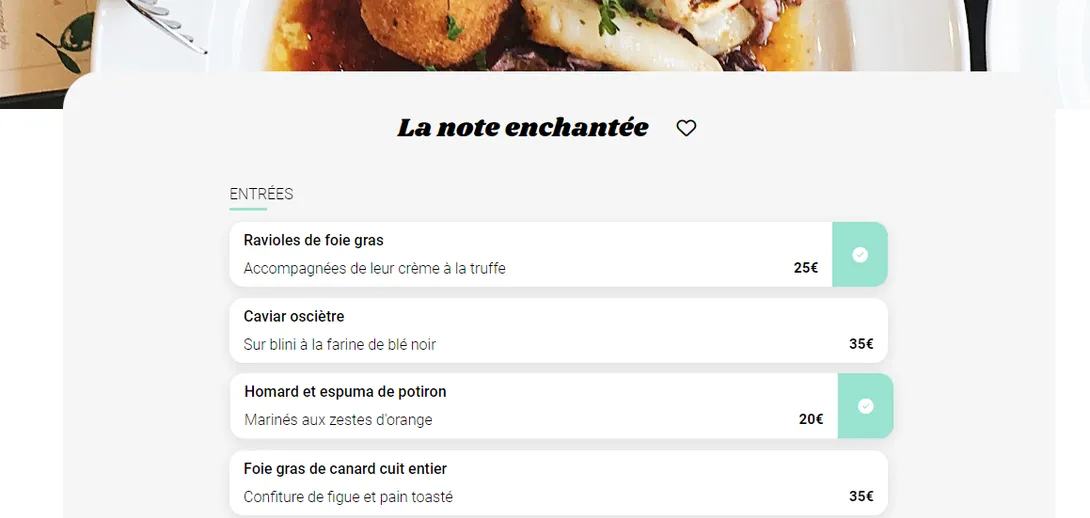 La note enchantée
ENTRÉES
Ravioles de foie gras
Accompagnées de leur crème à la truffe 25€
Caviar osciètre
Sur blini à la farine de blé noir 35€
Homard et espuma de potiron
Marinés aux zestes d'orange 20€
Foie gras de canard cuit entier
Confiture de figue et pain toasté 35€